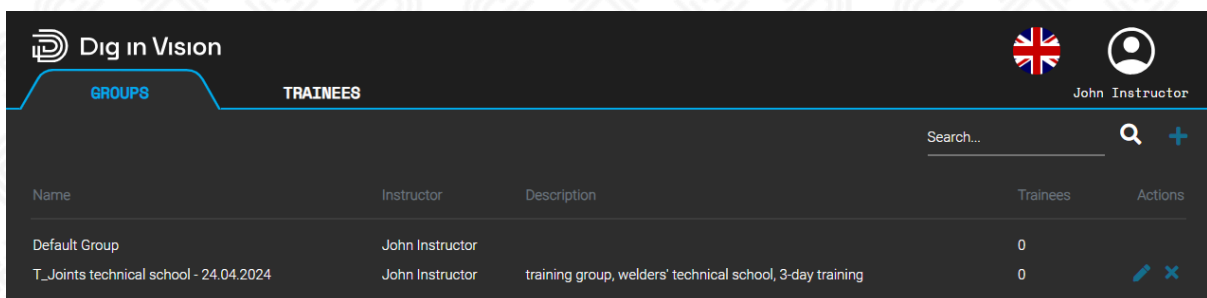 Dig in Vision
GROUPS TRAINEES
John Instructor
Search...
Name Instructor Description Trainees Actions
Default Group John Instructor 0
T_Joints technical school - 24.04.2024 John Instructor training group, welders' technical school, 3-day training 0